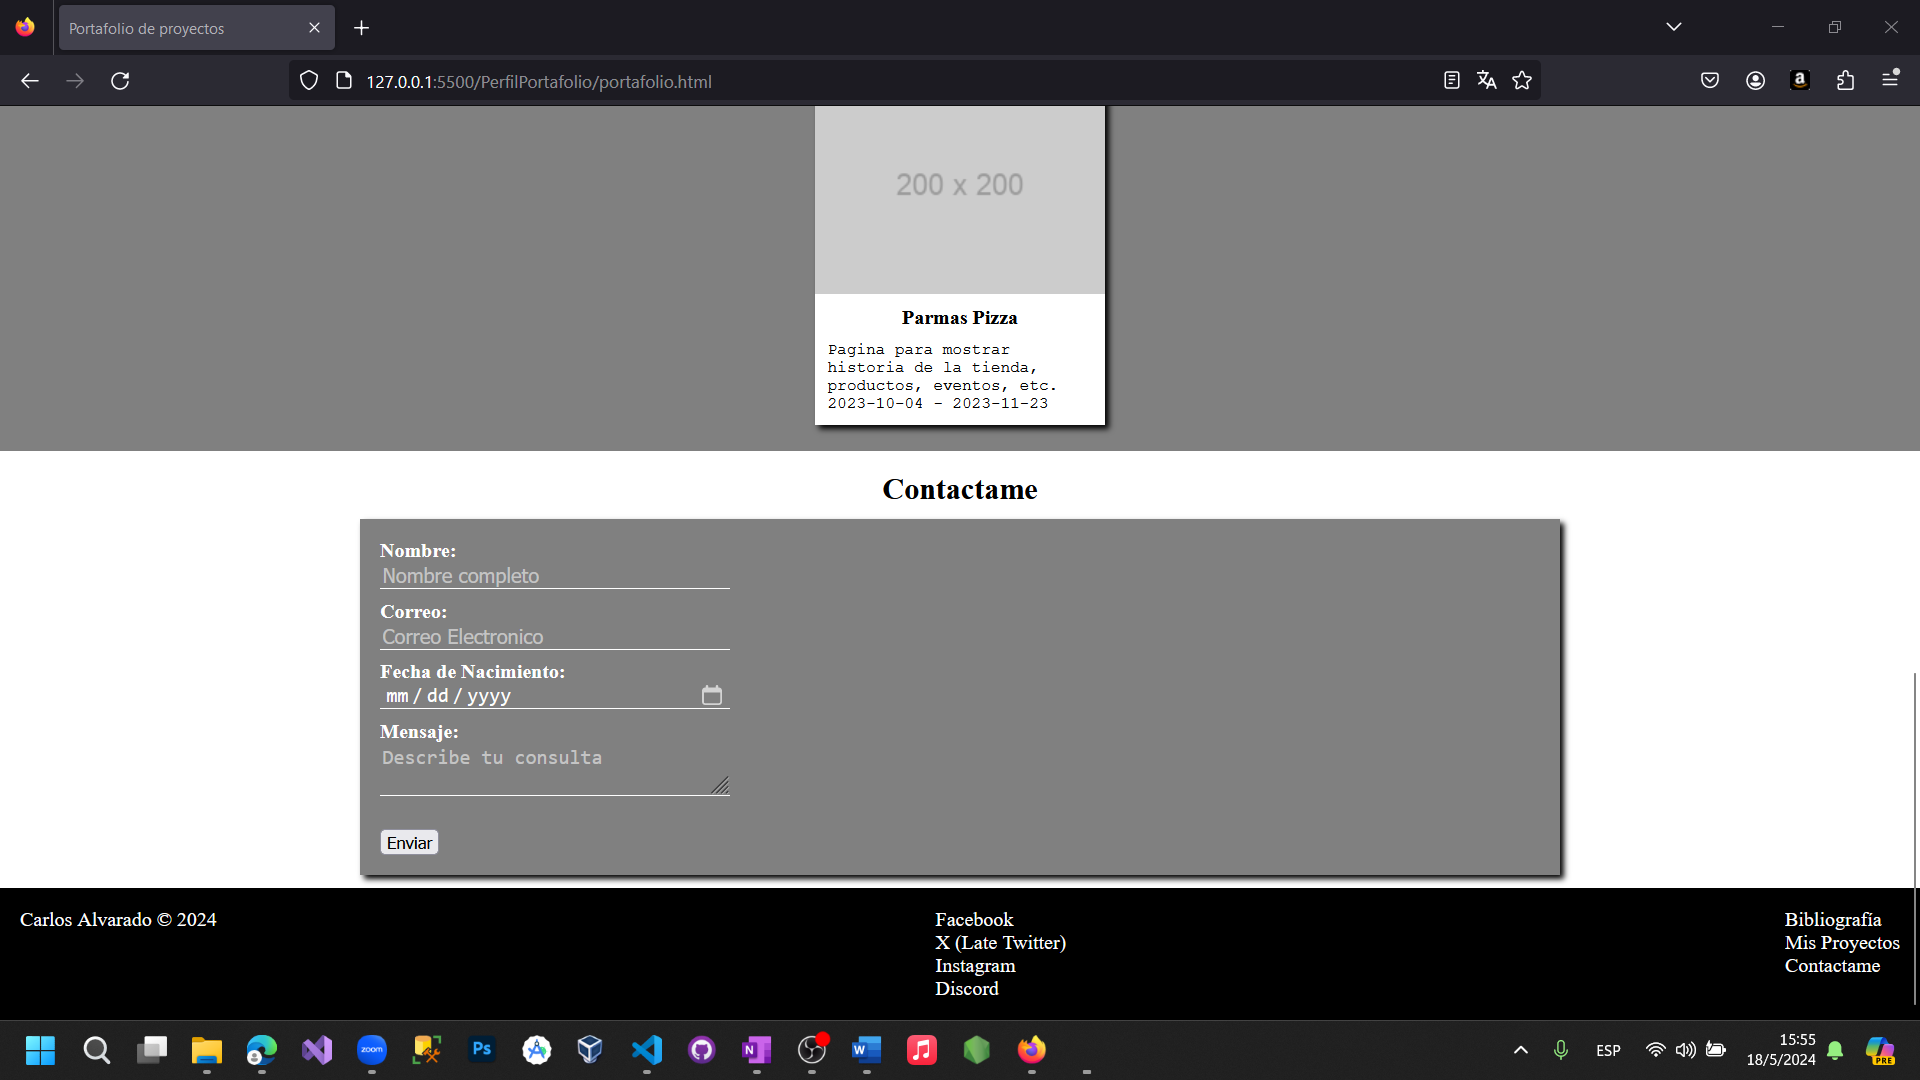 Portafolio de proyectos
127.0.0.1:5500/PerfilPortafolio/portafolio.html
200 x 200
Parmas Pizza
Pagina para mostrar
historia de la tienda,
productos, eventos, etc.
2023-10-04 - 2023-11-23
Contactame
Nombre:
Nombre completo
Correo:
Correo Electronico
Fecha de Nacimiento:
mm / dd / yyyy
Mensaje:
Describe tu consulta
Enviar
Carlos Alvarado © 2024
Facebook
X (Late Twitter)
Instagram
Discord
Bibliografía
Mis Proyectos
Contactame
zoom
Ps
N
W
ESP
15:55
18/5/2024
PRE